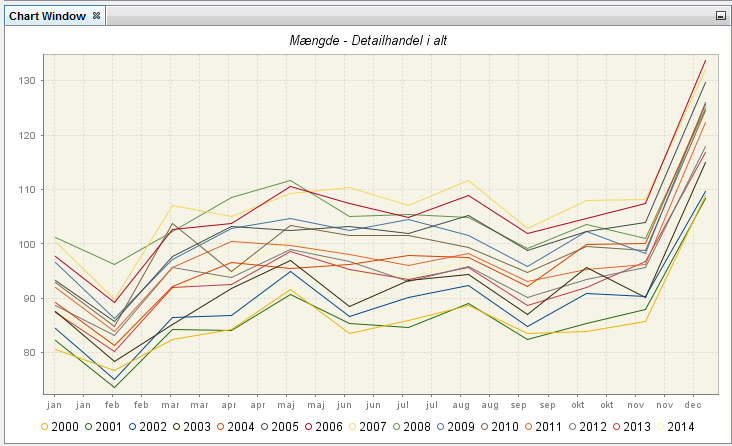 Chart Window
Mængde - Detailhandel i alt
130
120
110
100
90
80
jan jan feb feb mar mar apr apr maj maj jun jun jul jul aug aug sep sep okt okt nov nov dec
2000 2001 2002 2003 2004 2005 2006 2007 2008 2009 2010 2011 2012 2013 2014